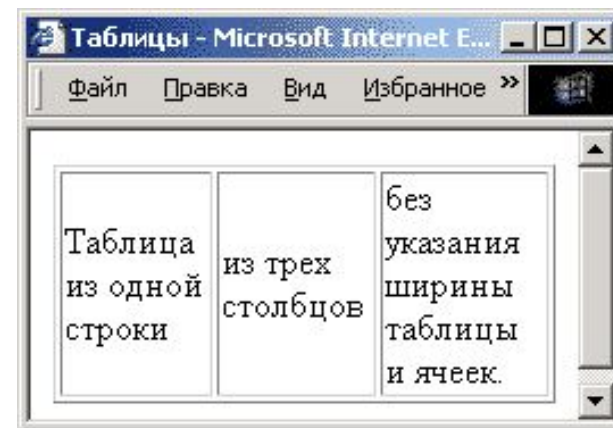 Таблицы - Microsoft Internet E...
Файл Правка Вид Избранное »
Таблица
из одной
строки
из трех
столбцов
без
указания
ширины
таблицы
и ячеек.